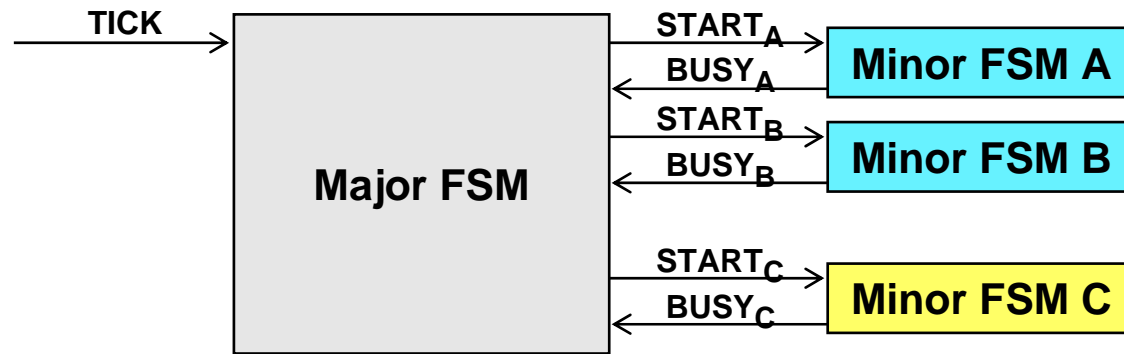 TICK
Major FSM
START_A
BUSY_A
START_B
BUSY_B
START_C
BUSY_C
Minor FSM A
Minor FSM B
Minor FSM C